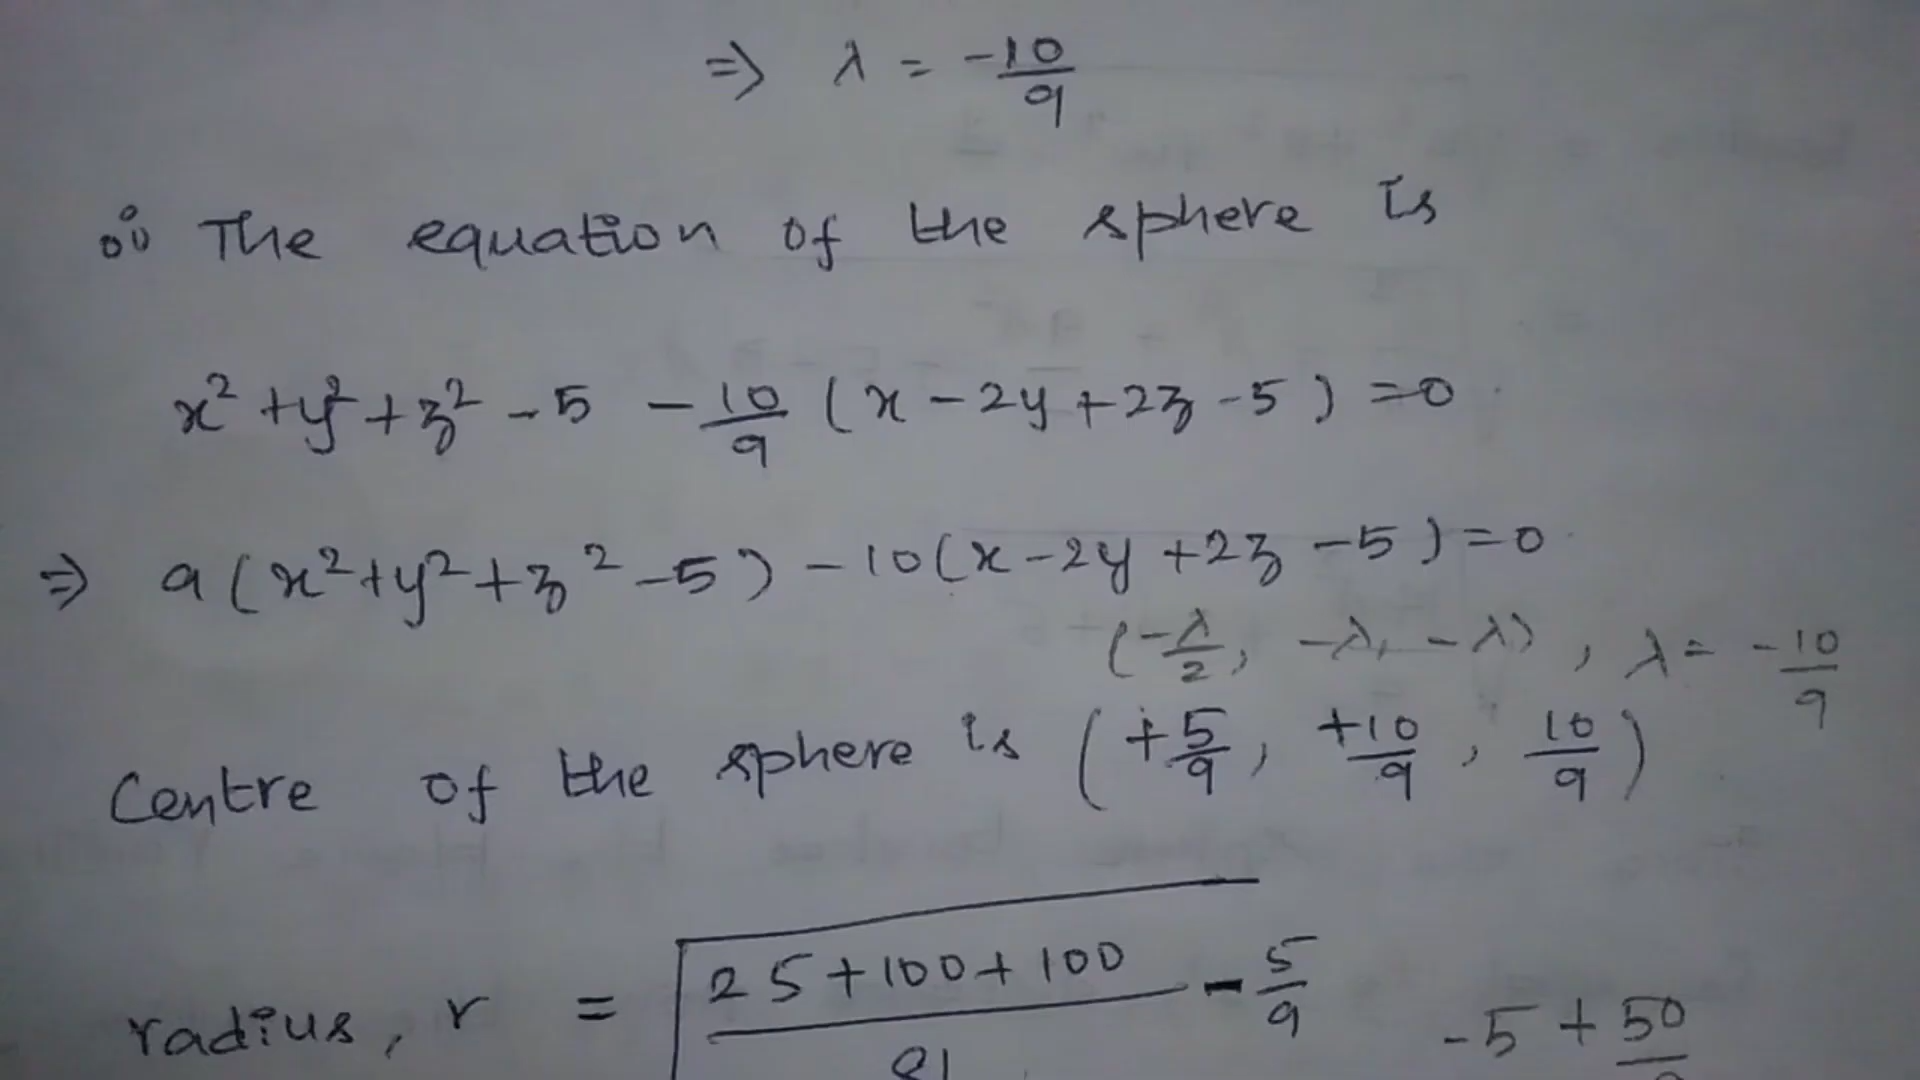 ⇒ λ = -10/9
∴ The equation of the sphere is
x² + y² + z² - 5 - 10/9 (x - 2y + 2z - 5) = 0
⇒ 9(x² + y² + z² - 5) - 10(x - 2y + 2z - 5) = 0
(-λ/2, -λ, -λ), λ = -10/9
Centre of the sphere is (+5/9, +10/9, 10/9)
radius, r = √(25+100+100/81 - 5/9
-5 + 50/